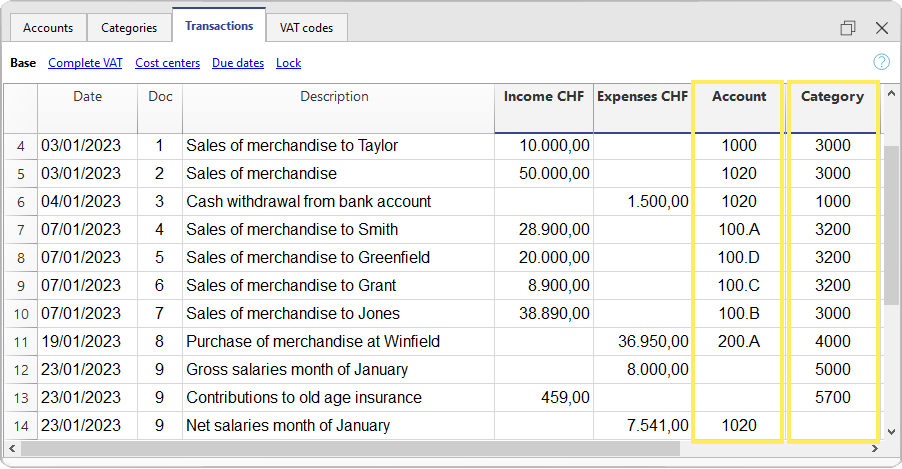 Accounts Categories Transactions VAT codes
Base Complete VAT Cost centers Due dates Lock ?
Date Doc Description Income CHF Expenses CHF Account Category
4 03/01/2023 1 Sales of merchandise to Taylor 10.000,00 1000 3000
5 03/01/2023 2 Sales of merchandise 50.000,00 1020 3000
6 04/01/2023 3 Cash withdrawal from bank account 1.500,00 1020 1000
7 07/01/2023 4 Sales of merchandise to Smith 28.900,00 100.A 3200
8 07/01/2023 5 Sales of merchandise to Greenfield 20.000,00 100.D 3200
9 07/01/2023 6 Sales of merchandise to Grant 8.900,00 100.C 3200
10 07/01/2023 7 Sales of merchandise to Jones 38.890,00 100.B 3000
11 19/01/2023 8 Purchase of merchandise at Winfield 36.950,00 200.A 4000
12 23/01/2023 9 Gross salaries month of January 8.000,00 5000
13 23/01/2023 9 Contributions to old age insurance 459,00 5700
14 23/01/2023 9 Net salaries month of January 7.541,00 1020